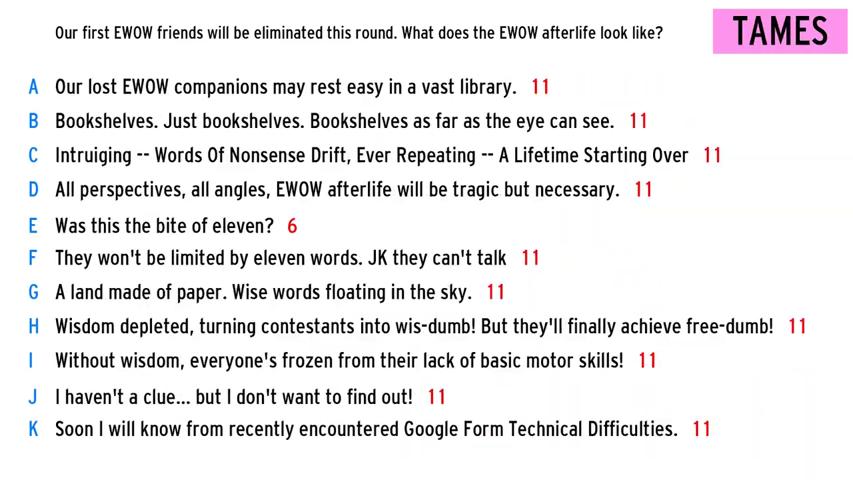 Our first EWOW friends will be eliminated this round. What does the EWOW afterlife look like?
TAMES
A Our lost EWOW companions may rest easy in a vast library. 11
B Bookshelves. Just bookshelves. Bookshelves as far as the eye can see. 11
C Intruiging -- Words Of Nonsense Drift, Ever Repeating -- A Lifetime Starting Over 11
D All perspectives, all angles, EWOW afterlife will be tragic but necessary. 11
E Was this the bite of eleven? 6
F They won't be limited by eleven words. JK they can't talk 11
G A land made of paper. Wise words floating in the sky. 11
H Wisdom depleted, turning contestants into wis-dumb! But they'll finally achieve free-dumb! 11
I Without wisdom, everyone's frozen from their lack of basic motor skills! 11
J I haven't a clue... but I don't want to find out! 11
K Soon I will know from recently encountered Google Form Technical Difficulties. 11